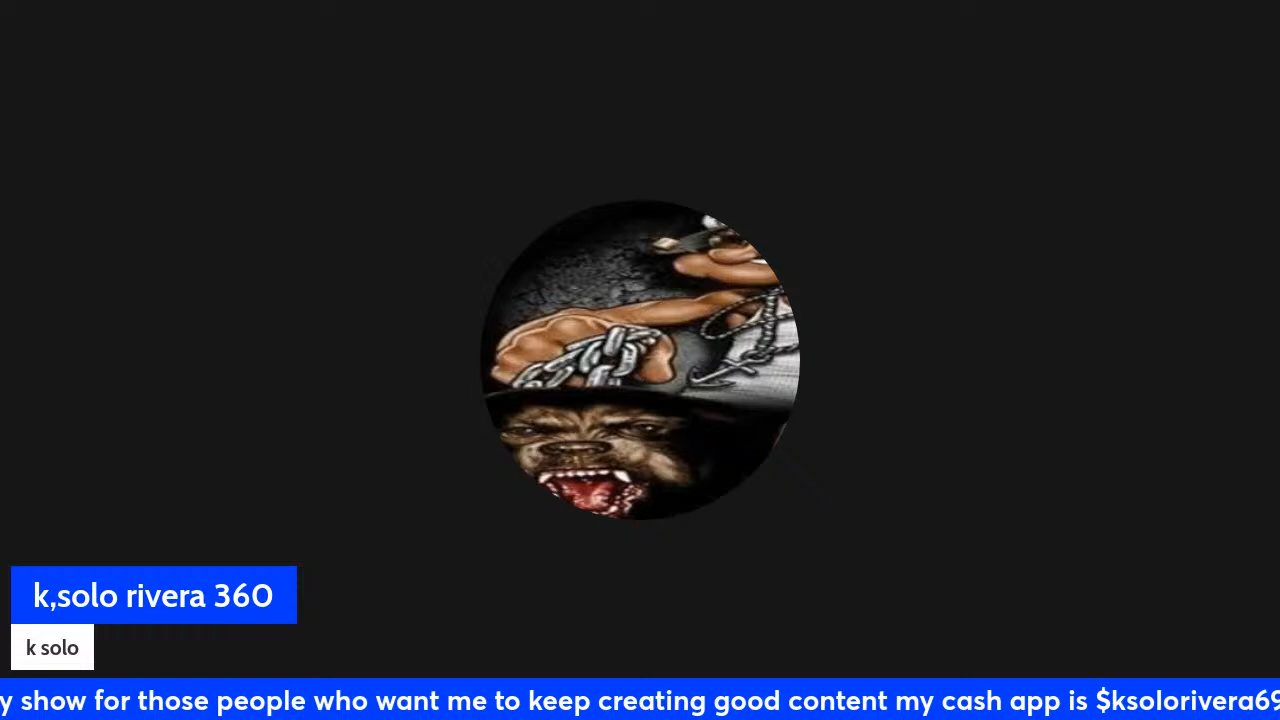 k,solo rivera 360
k solo
y show for those people who want me to keep creating good content my cash app is $ksolorivera69